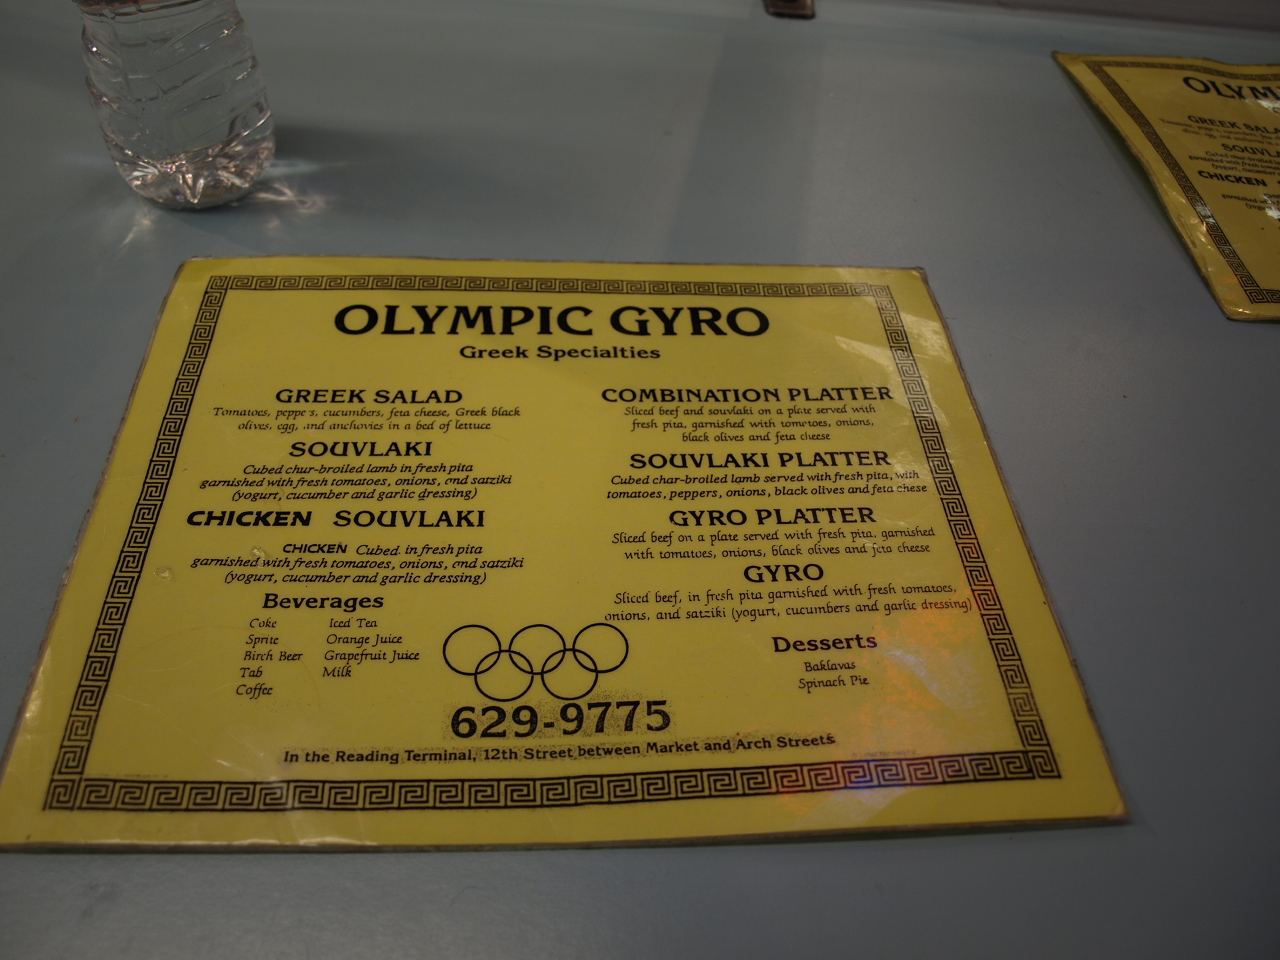 OLYMPIC GYRO
Greek Specialties
GREEK SALAD
Tomatoes, peppers, cucumbers, feta cheese, Greek black
olives, egg, and anchovies in a bed of lettuce
SOUVLAKI
Cubed char-broiled lamb in fresh pita
garnished with fresh tomatoes, onions, and satziki
(yogurt, cucumber and garlic dressing)
CHICKEN SOUVLAKI
CHICKEN Cubed. in fresh pita
garnished with fresh tomatoes, onions, and satziki
(yogurt, cucumber and garlic dressing)
Beverages
Coke Iced Tea
Sprite Orange Juice
Birch Beer Grapefruit Juice
Tab Milk
Coffee
COMBINATION PLATTER
Sliced beef and souvlaki on a plate served with
fresh pita, garnished with tomatoes, onions,
black olives and feta cheese
SOUVLAKI PLATTER
Cubed char-broiled lamb served with fresh pita, with
tomatoes, peppers, onions, black olives and feta cheese
GYRO PLATTER
Sliced beef on a plate served with fresh pita, garnished
with tomatoes, onions, black olives and feta cheese
GYRO
Sliced beef, in fresh pita garnished with fresh tomatoes,
onions, and satziki (yogurt, cucumbers and garlic dressing)
Desserts
Baklavas
Spinach Pie
629-9775
In the Reading Terminal, 12th Street between Market and Arch Streets
OLYM
GREEK SALA
SOUVLA
CHICKEN